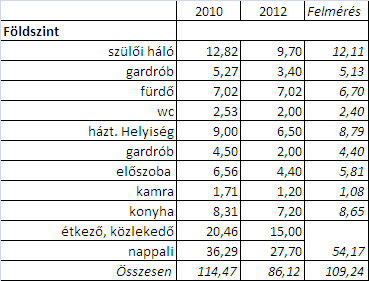 2010 2012 Felmérés
Földszint
szülői háló 12,82 9,70 12,11
gardrób 5,27 3,40 5,13
fürdő 7,02 7,02 6,70
wc 2,53 2,00 2,40
házt. Helyiség 9,00 6,50 8,79
gardrób 4,50 2,00 4,40
előszoba 6,56 4,40 5,81
kamra 1,71 1,20 1,08
konyha 8,31 7,20 8,65
étkező, közlekedő 20,46 15,00
nappali 36,29 27,70 54,17
Összesen 114,47 86,12 109,24